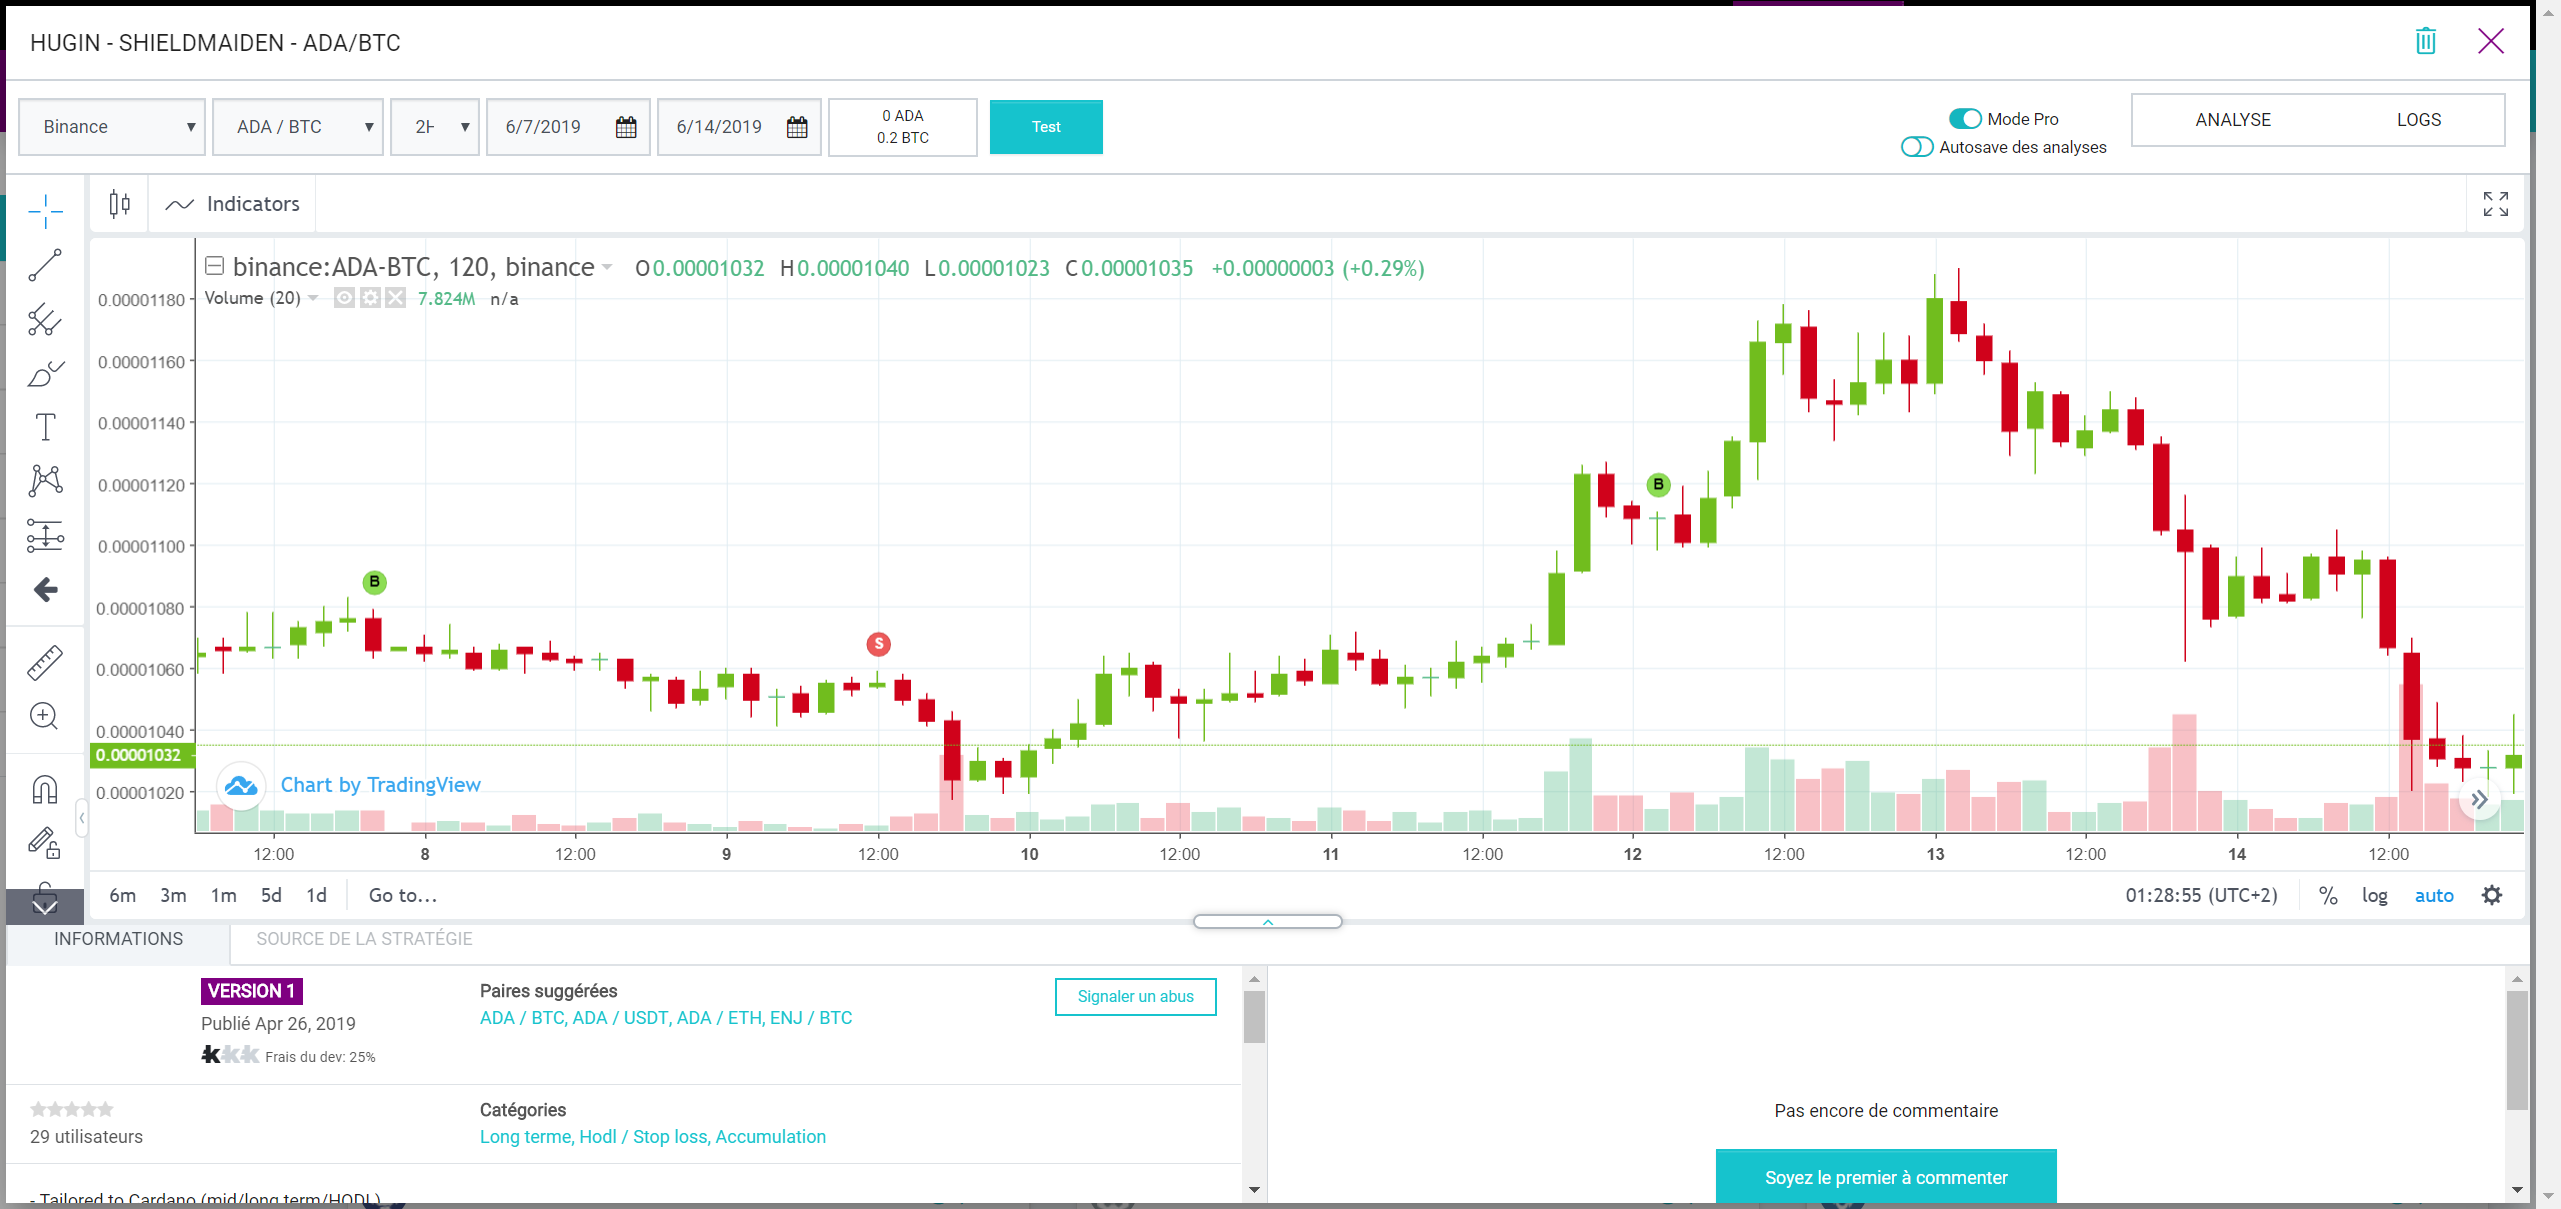 HUGIN - SHIELDMAIDEN - ADA/BTC
Binance
ADA / BTC
6/7/2019
6/14/2019
0 ADA
0.2 BTC
Test
Mode Pro
Autosave des analyses
ANALYSE
LOGS
Indicators
binance:ADA-BTC, 120, binance O0.00001032 H0.00001040 L0.00001023 C0.00001035 +0.00000003 (+0.29%)
Volume (20) 7.824M n/a
0.00001180
0.00001160
0.00001140
0.00001120
0.00001100
0.00001080
0.00001060
0.00001040
0.00001032
0.00001020
B
S
B
Chart by TradingView
12:00 8 12:00 9 12:00 10 12:00 11 12:00 12 12:00 13 12:00 14 12:00
6m 3m 1m 5d 1d Go to...
01:28:55 (UTC+2) % log auto
INFORMATIONS
SOURCE DE LA STRATÉGIE
VERSION 1
Publié Apr 26, 2019
Frais du dev: 25%
Paires suggérées
ADA / BTC, ADA / USDT, ADA / ETH, ENJ / BTC
Signaler un abus
29 utilisateurs
Catégories
Long terme, Hodl / Stop loss, Accumulation
- Tailored to Cardano (mid/long term/HODL)
Pas encore de commentaire
Soyez le premier à commenter